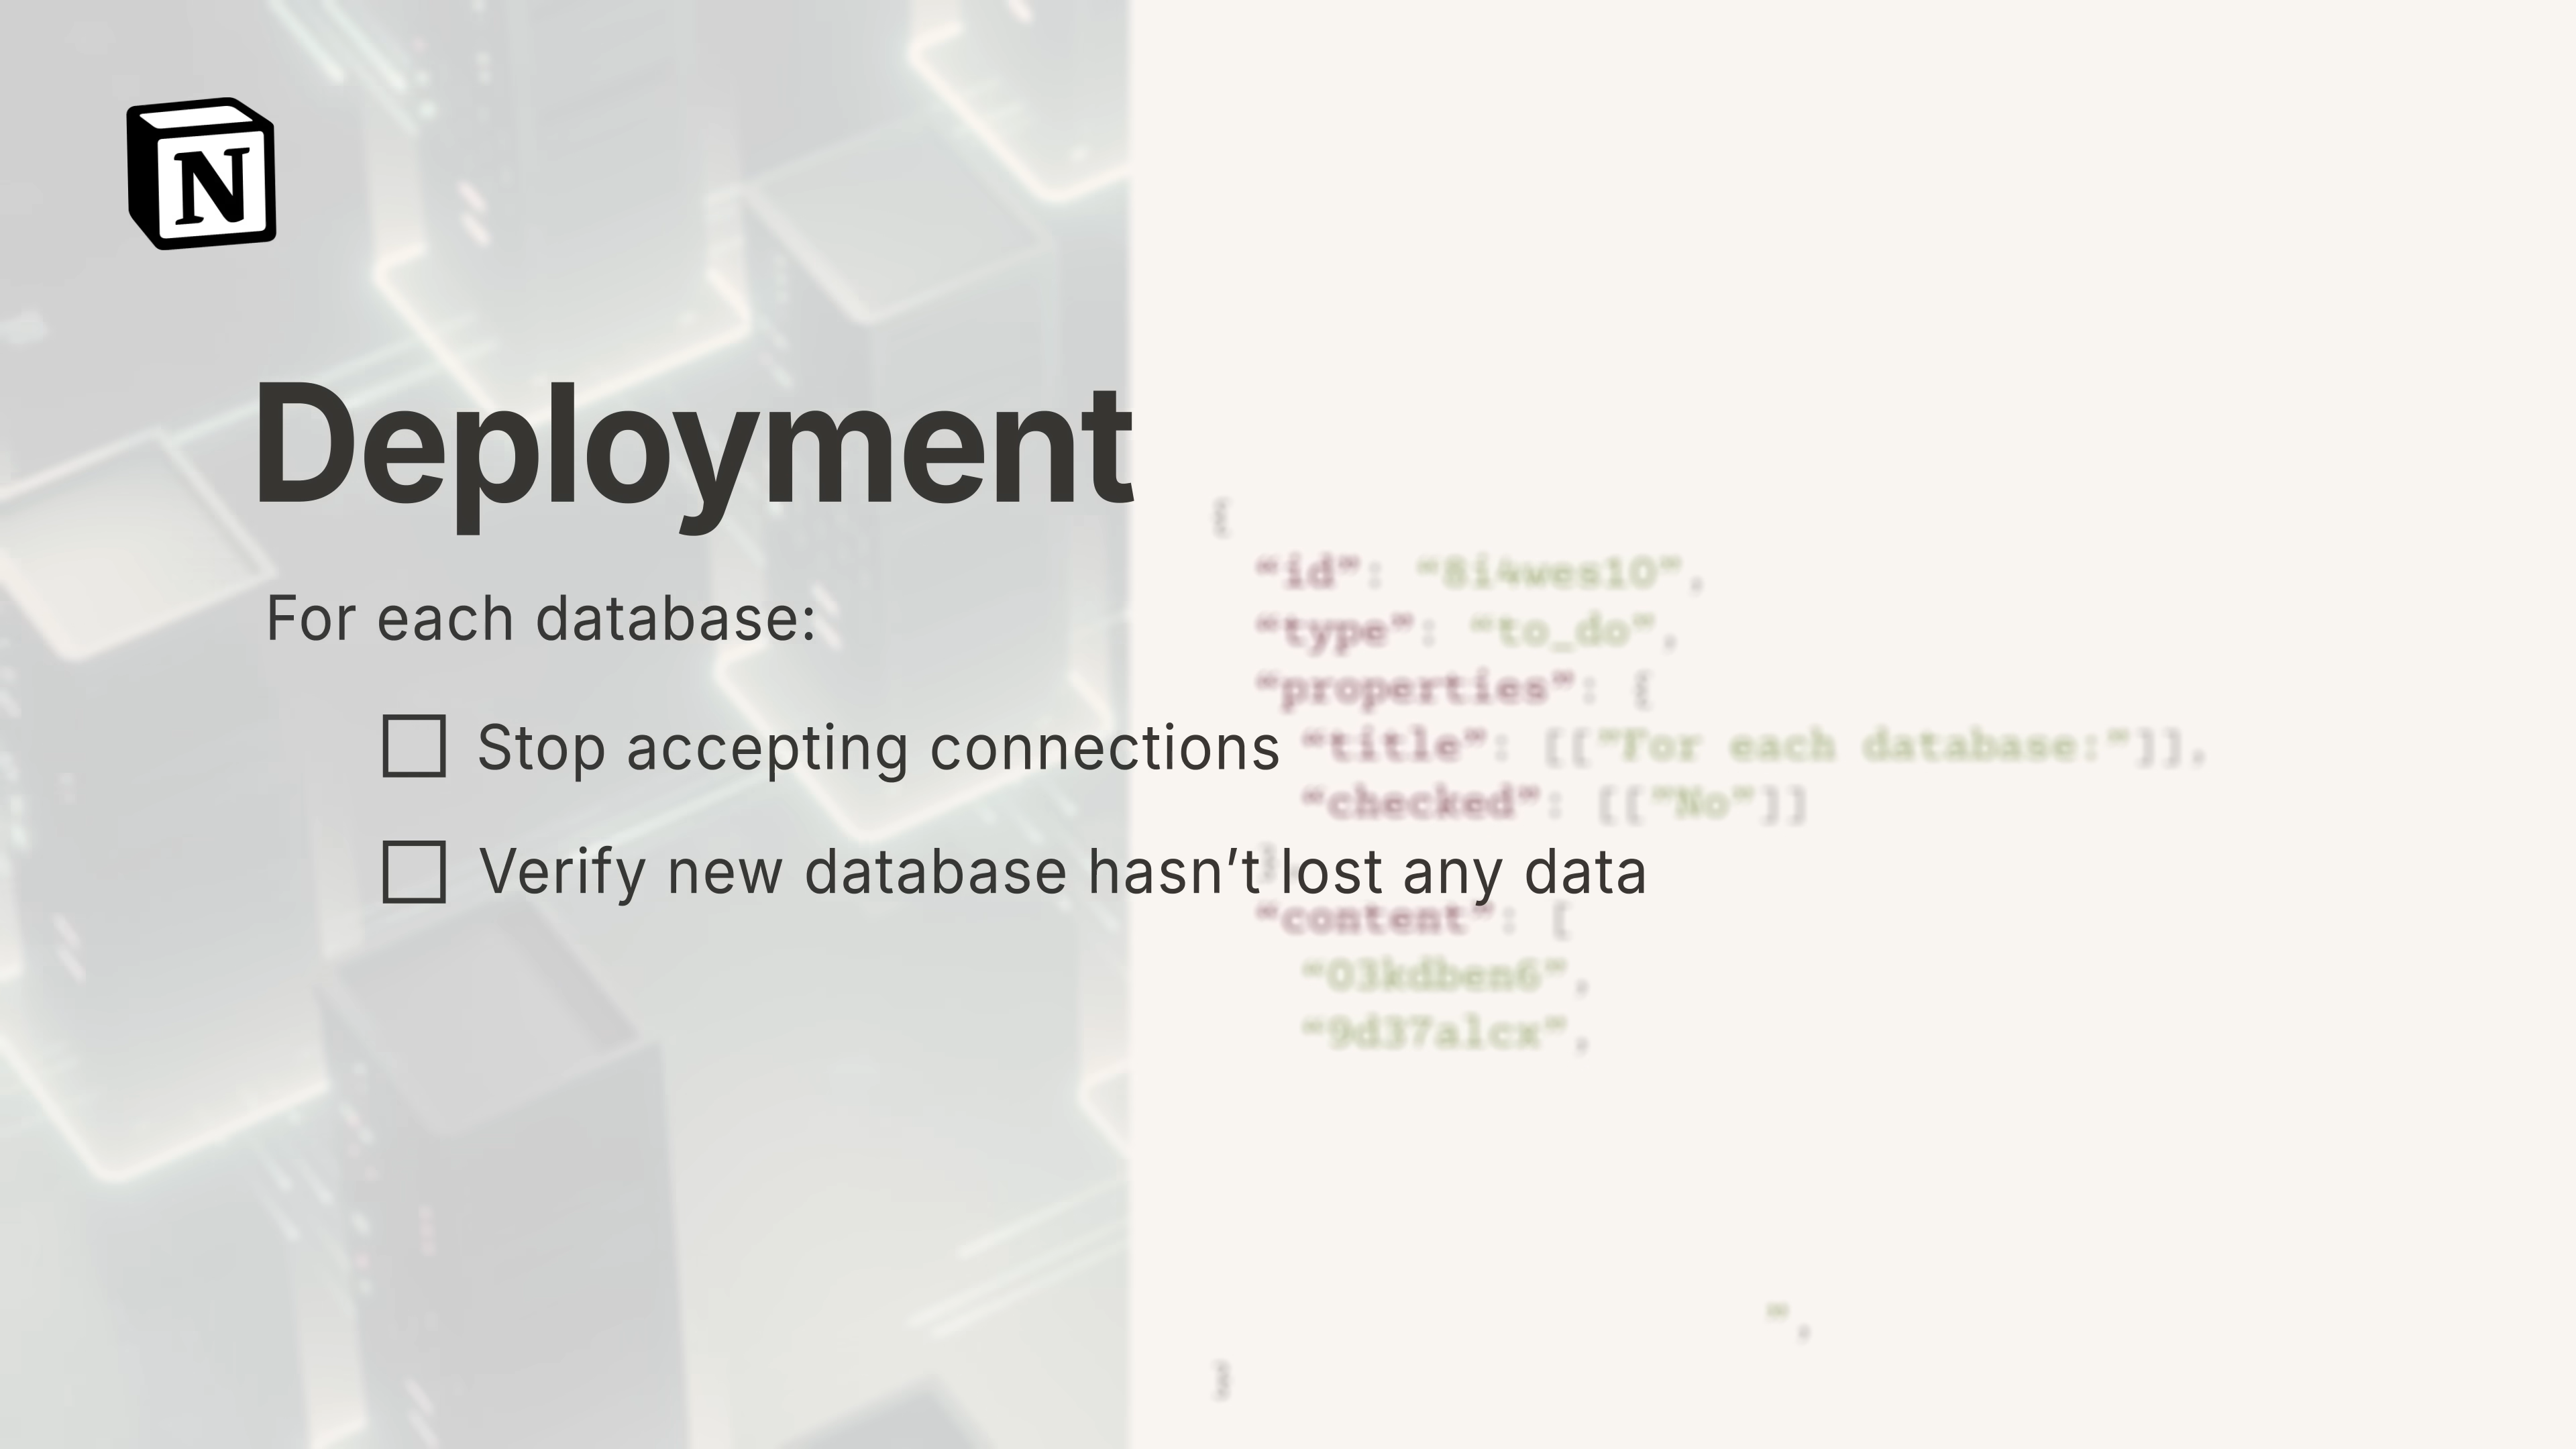 N
Deployment
For each database:
Stop accepting connections
Verify new database hasn’t lost any data
{
“id”: “8i4wes10”,
“type”: “to_do”,
“properties”: {
“title”: [[”For each database:”]],
“checked”: [[”No”]]
},
“content”: [
“03kdben6”,
“9d37alcx”,
”,
}